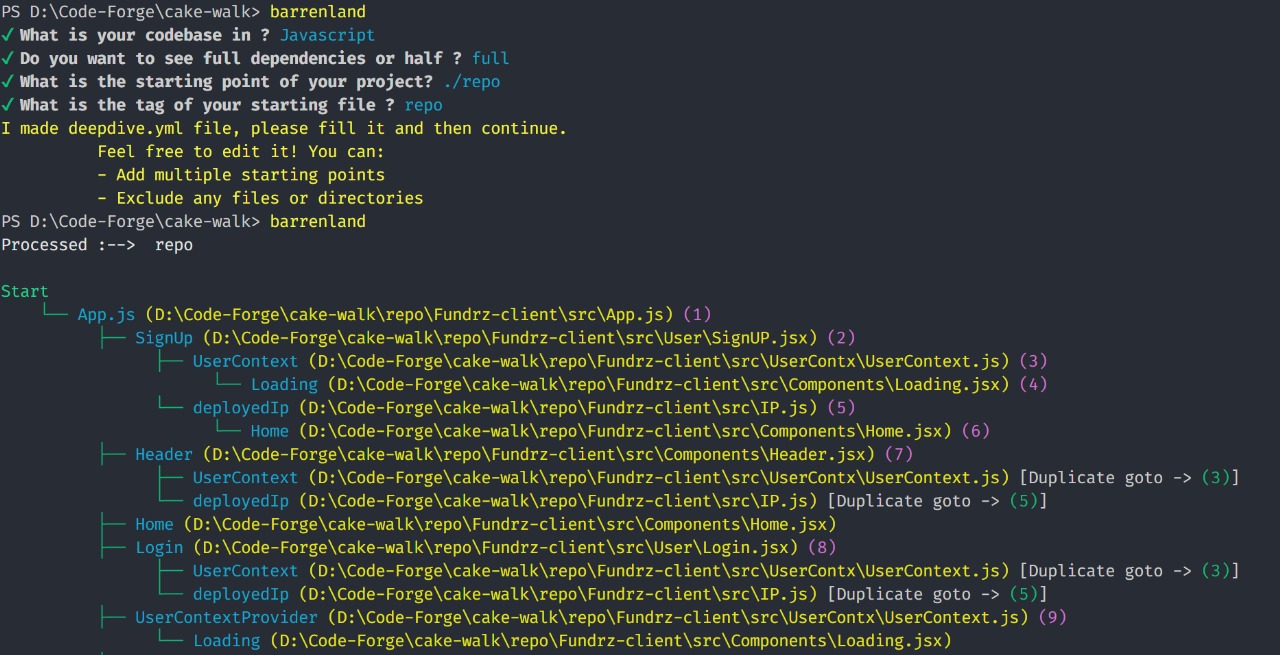 PS D:\Code-Forge\cake-walk> barrenland
✓ What is your codebase in ? Javascript
✓ Do you want to see full dependencies or half ? full
✓ What is the starting point of your project? ./repo
✓ What is the tag of your starting file ? repo
I made deepdive.yml file, please fill it and then continue.
          Feel free to edit it! You can:
          - Add multiple starting points
          - Exclude any files or directories
PS D:\Code-Forge\cake-walk> barrenland
Processed :-->  repo

Start
    └── App.js (D:\Code-Forge\cake-walk\repo\Fundrz-client\src\App.js) (1)
          ├── SignUp (D:\Code-Forge\cake-walk\repo\Fundrz-client\src\User\SignUP.jsx) (2)
                ├── UserContext (D:\Code-Forge\cake-walk\repo\Fundrz-client\src\UserContx\UserContext.js) (3)
                      └── Loading (D:\Code-Forge\cake-walk\repo\Fundrz-client\src\Components\Loading.jsx) (4)
                └── deployedIp (D:\Code-Forge\cake-walk\repo\Fundrz-client\src\IP.js) (5)
                      └── Home (D:\Code-Forge\cake-walk\repo\Fundrz-client\src\Components\Home.jsx) (6)
          ├── Header (D:\Code-Forge\cake-walk\repo\Fundrz-client\src\Components\Header.jsx) (7)
                ├── UserContext (D:\Code-Forge\cake-walk\repo\Fundrz-client\src\UserContx\UserContext.js) [Duplicate goto -> (3)]
                └── deployedIp (D:\Code-Forge\cake-walk\repo\Fundrz-client\src\IP.js) [Duplicate goto -> (5)]
          ├── Home (D:\Code-Forge\cake-walk\repo\Fundrz-client\src\Components\Home.jsx)
          ├── Login (D:\Code-Forge\cake-walk\repo\Fundrz-client\src\User\Login.jsx) (8)
                ├── UserContext (D:\Code-Forge\cake-walk\repo\Fundrz-client\src\UserContx\UserContext.js) [Duplicate goto -> (3)]
                └── deployedIp (D:\Code-Forge\cake-walk\repo\Fundrz-client\src\IP.js) [Duplicate goto -> (5)]
          ├── UserContextProvider (D:\Code-Forge\cake-walk\repo\Fundrz-client\src\UserContx\UserContext.js) (9)
                └── Loading (D:\Code-Forge\cake-walk\repo\Fundrz-client\src\Components\Loading.jsx)